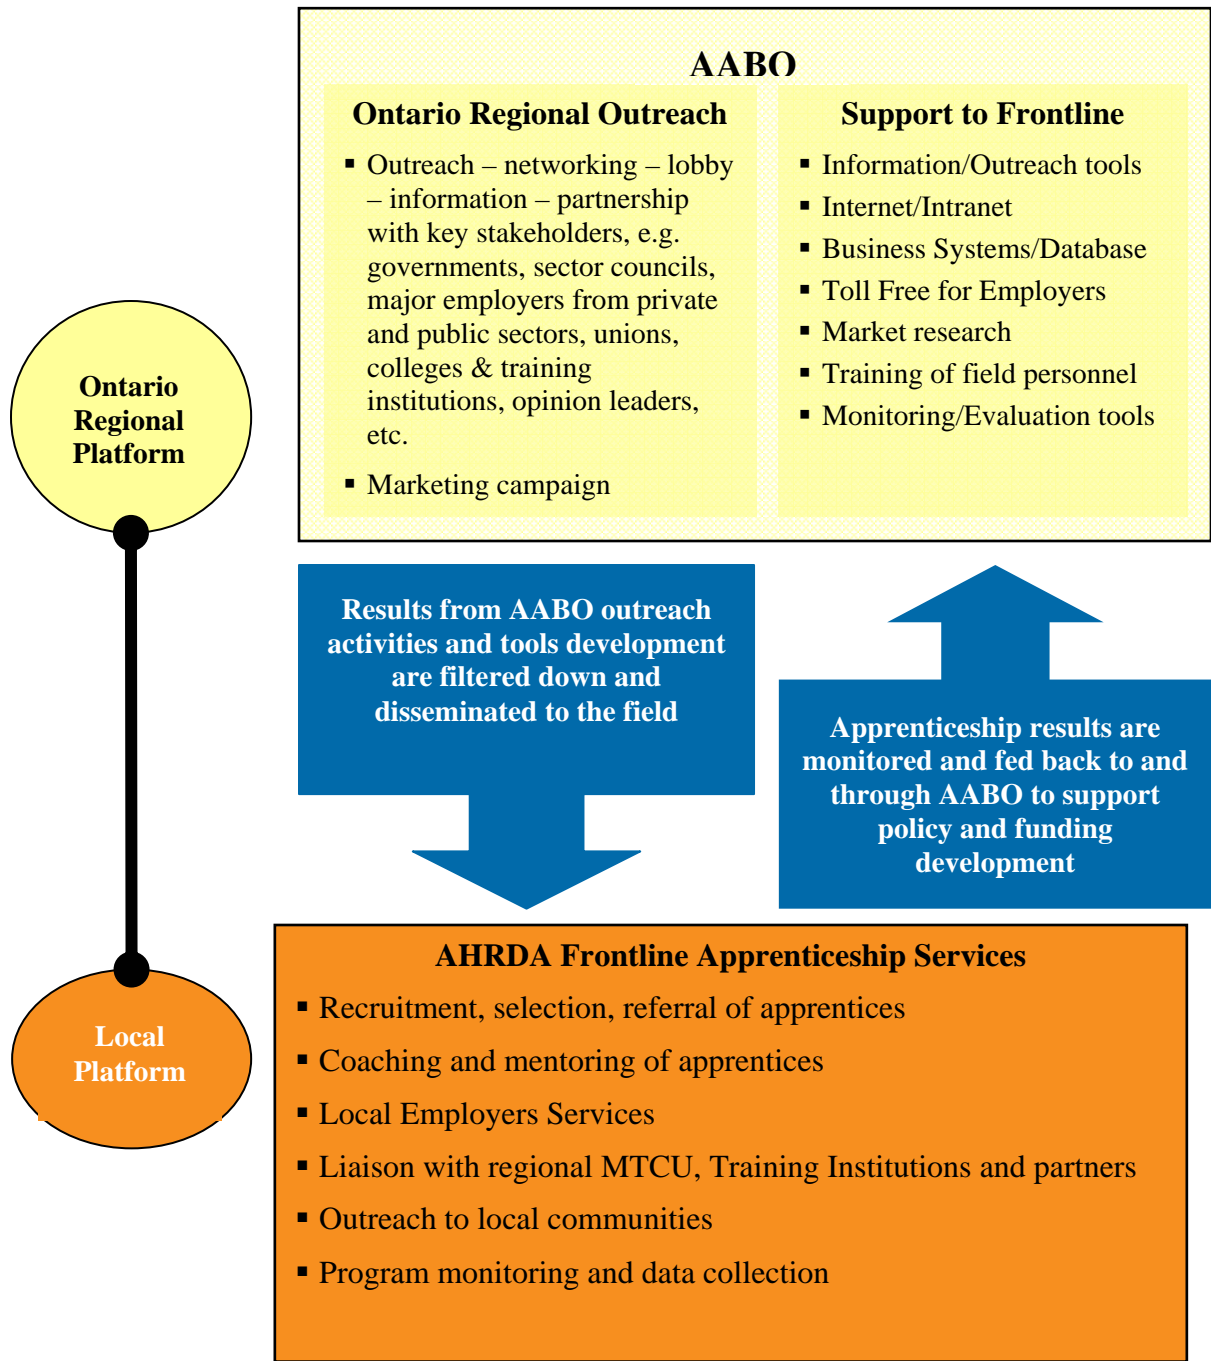 AABO
Ontario Regional Outreach
▪ Outreach – networking – lobby
– information – partnership
with key stakeholders, e.g.
governments, sector councils,
major employers from private
and public sectors, unions,
colleges & training
institutions, opinion leaders,
etc.
▪ Marketing campaign
Support to Frontline
▪ Information/Outreach tools
▪ Internet/Intranet
▪ Business Systems/Database
▪ Toll Free for Employers
▪ Market research
▪ Training of field personnel
▪ Monitoring/Evaluation tools
Ontario
Regional
Platform
Results from AABO outreach
activities and tools development
are filtered down and
disseminated to the field
Apprenticeship results are
monitored and fed back to and
through AABO to support
policy and funding
development
Local
Platform
AHRDA Frontline Apprenticeship Services
▪ Recruitment, selection, referral of apprentices
▪ Coaching and mentoring of apprentices
▪ Local Employers Services
▪ Liaison with regional MTCU, Training Institutions and partners
▪ Outreach to local communities
▪ Program monitoring and data collection